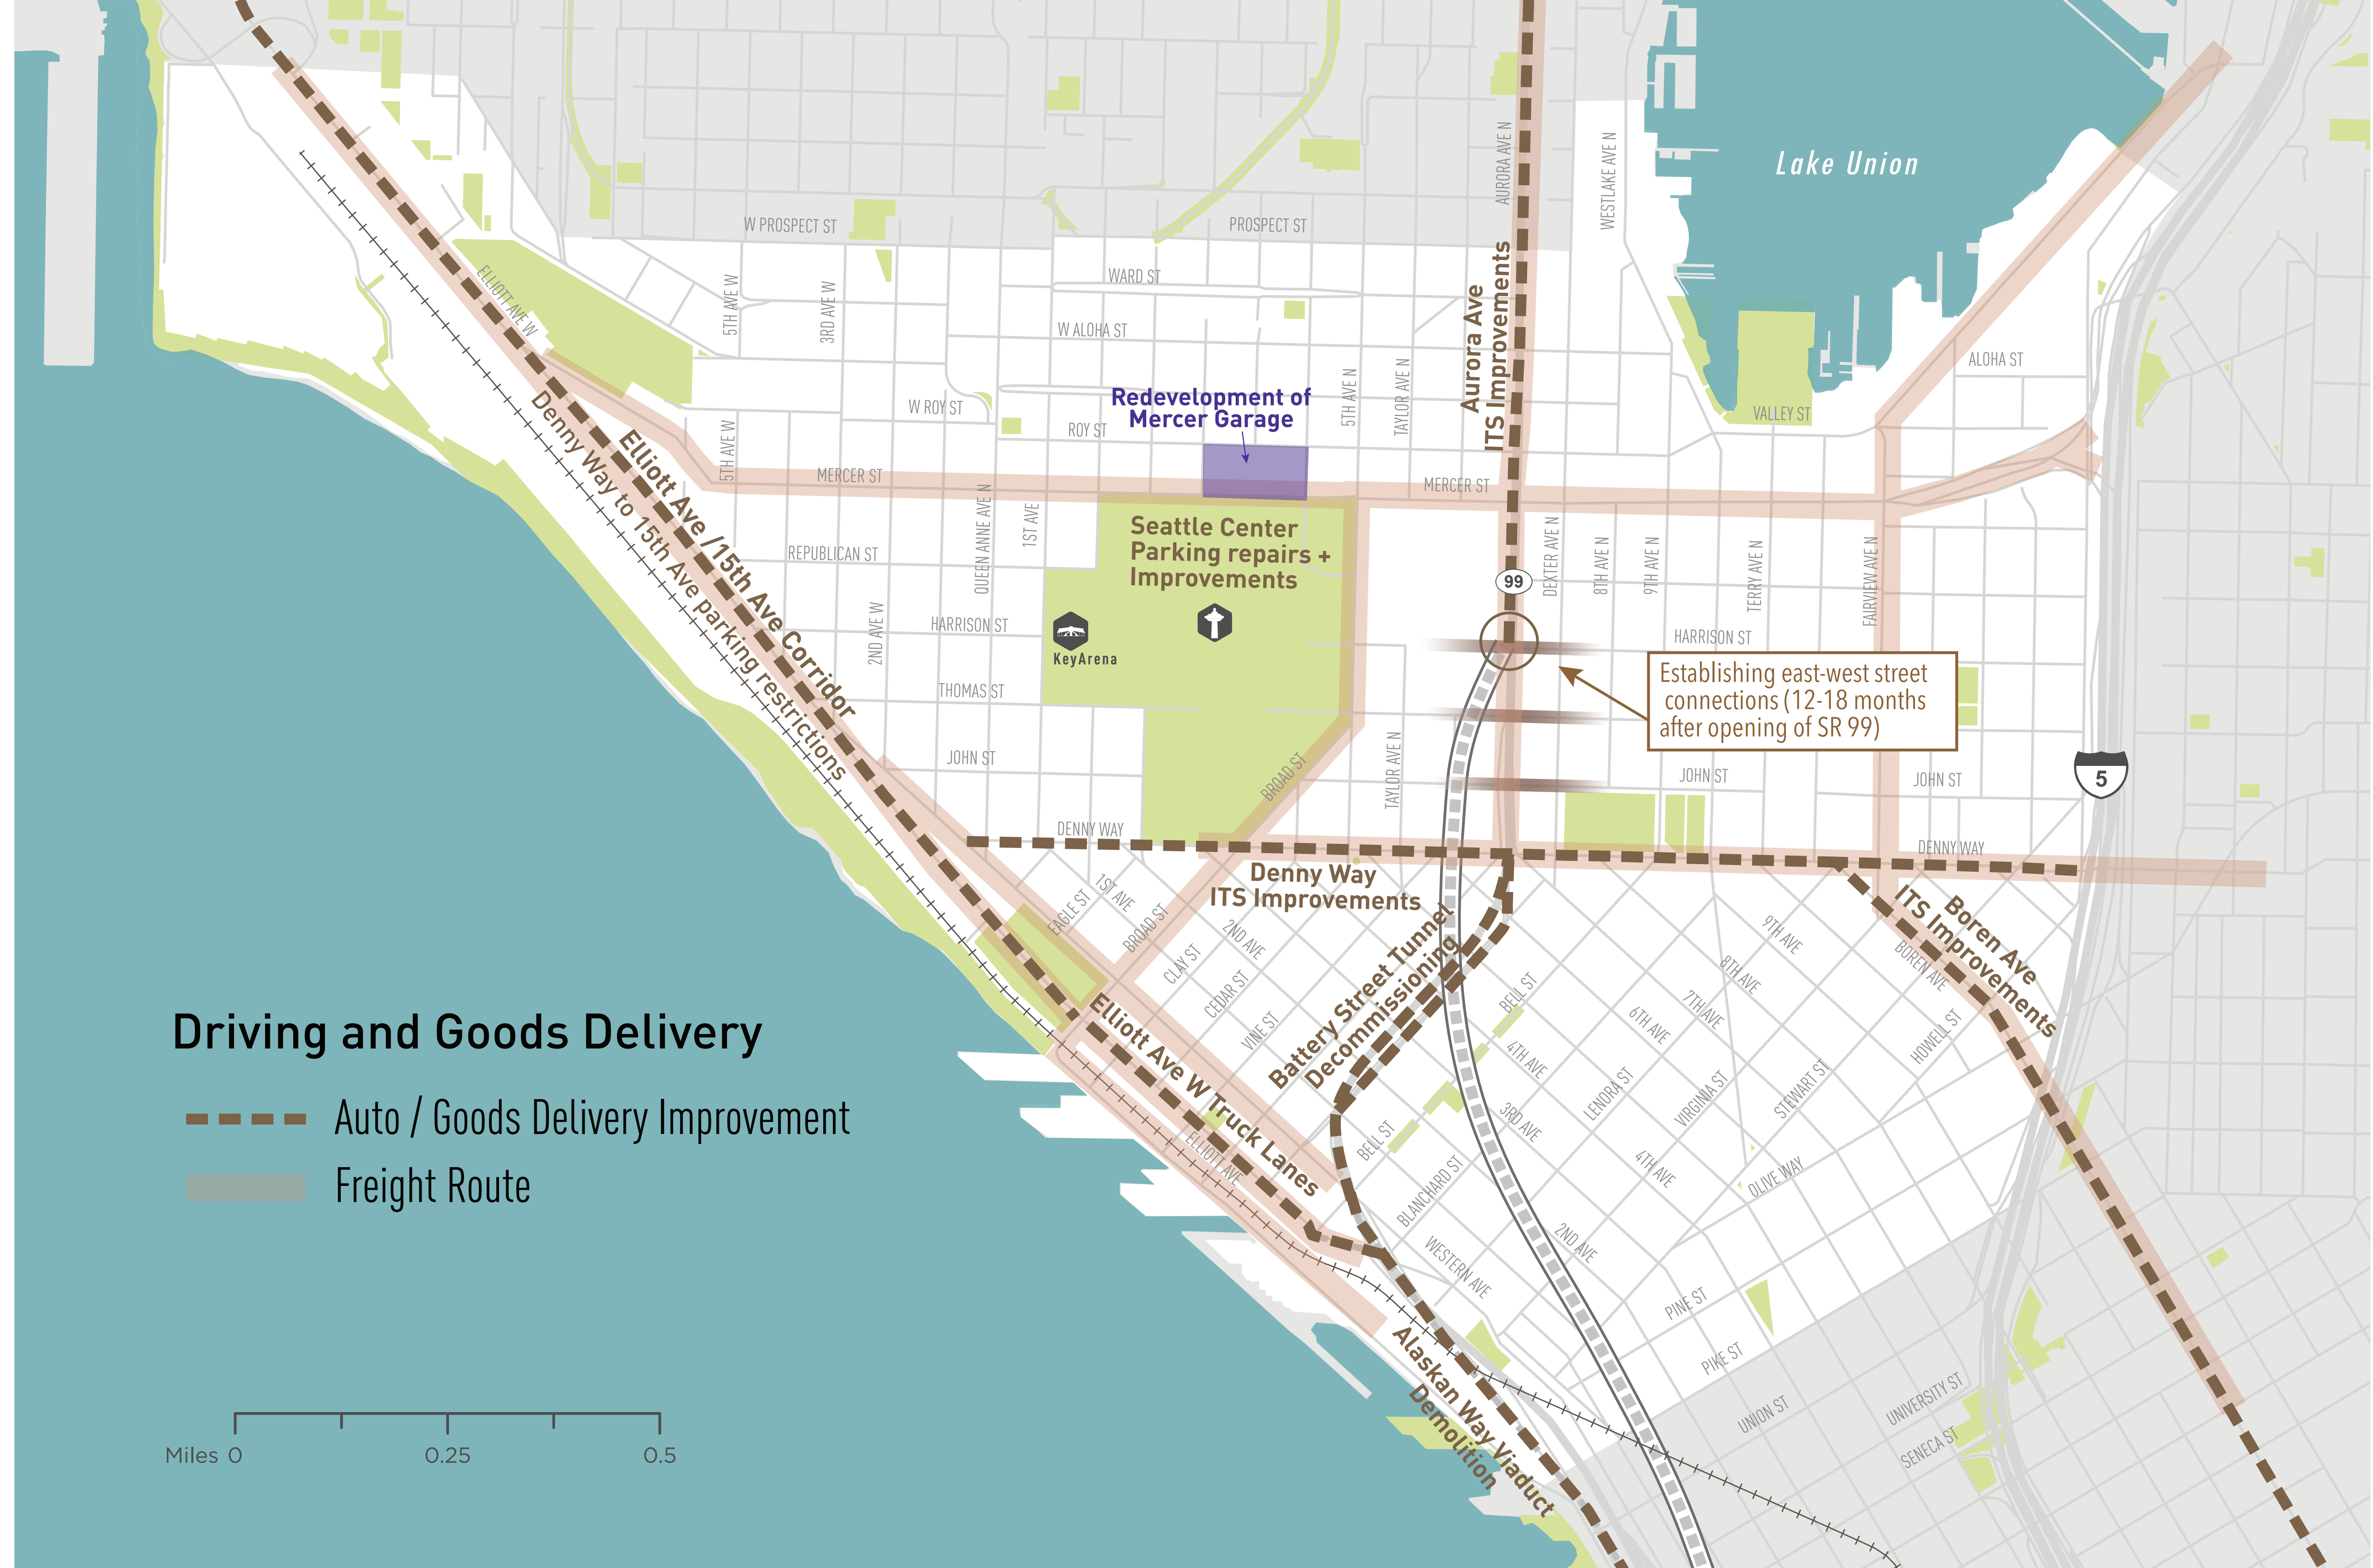 Lake Union
AURORA AVE N
WESTLAKE AVE N
W PROSPECT ST
PROSPECT ST
WARD ST
ELLIOTT AVE W
5TH AVE W
3RD AVE W
W ALOHA ST
Aurora Ave
ITS Improvements
ALOHA ST
Redevelopment of
Mercer Garage
5TH AVE N
TAYLOR AVE N
W ROY ST
ROY ST
VALLEY ST
5TH AVE W
MERCER ST
MERCER ST
Elliott Ave /15th Ave Corridor
Denny Way to 15th Ave parking restrictions
QUEEN ANNE AVE N
1ST AVE
Seattle Center
Parking repairs +
Improvements
REPUBLICAN ST
DEXTER AVE N
8TH AVE N
9TH AVE N
TERRY AVE N
FAIRVIEW AVE N
99
2ND AVE W
HARRISON ST
KeyArena
HARRISON ST
Establishing east-west street
connections (12-18 months
after opening of SR 99)
THOMAS ST
JOHN ST
BROAD ST
TAYLOR AVE N
JOHN ST
JOHN ST
5
DENNY WAY
DENNY WAY
Denny Way
ITS Improvements
Boren Ave
ITS Improvements
BOREN AVE
EAGLE ST
1ST AVE
BROAD ST
2ND AVE
CLAY ST
CEDAR ST
VINE ST
Battery Street Tunnel
Decommissioning
BELL ST
9TH AVE
8TH AVE
7TH AVE
6TH AVE
4TH AVE
HOWELL ST
Elliott Ave W Truck Lanes
ELLIOTT AVE
BELL ST
3RD AVE
LENORA ST
VIRGINIA ST
STEWART ST
BLANCHARD ST
4TH AVE
OLIVE WAY
WESTERN AVE
2ND AVE
PINE ST
PIKE ST
UNION ST
UNIVERSITY ST
SENECA ST
Alaskan Way Viaduct
Demolition
Driving and Goods Delivery
Auto / Goods Delivery Improvement
Freight Route
Miles 0 0.25 0.5